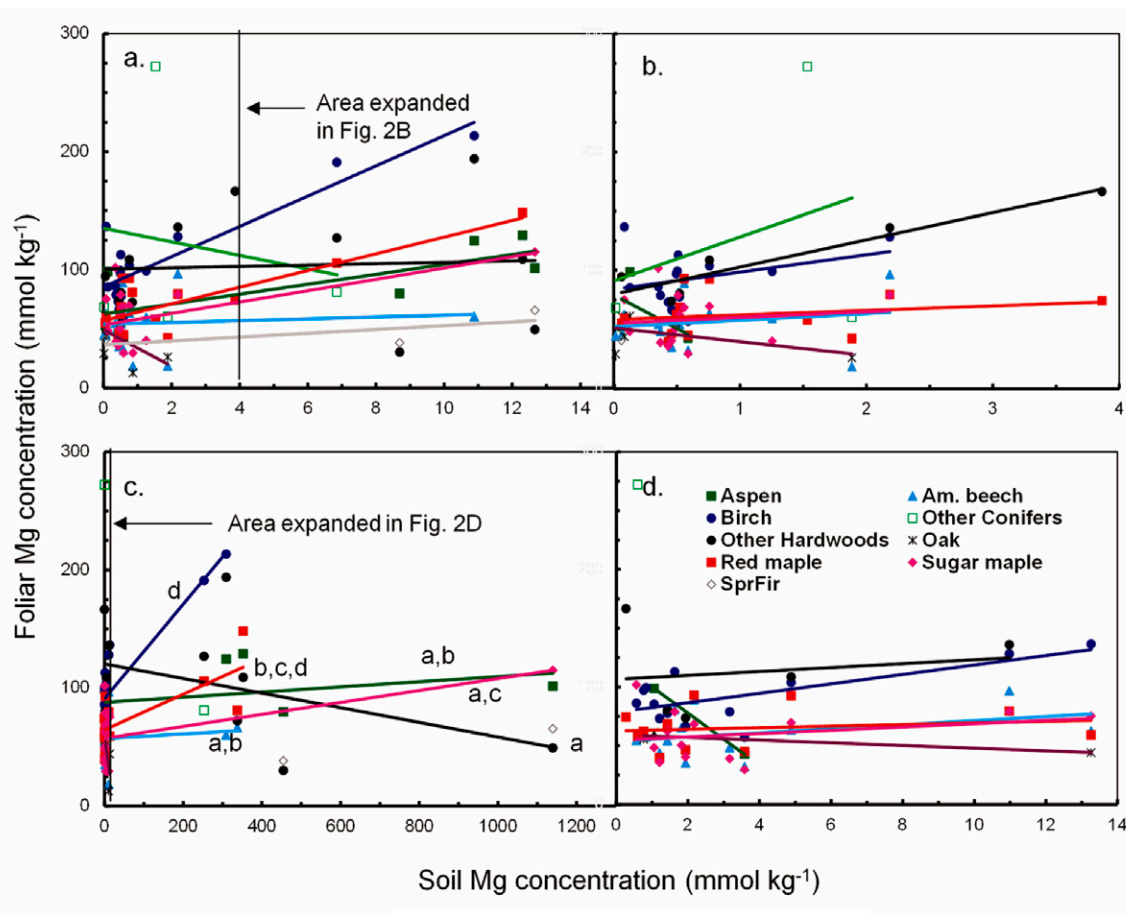 300
200
100
0
a.
Area expanded
in Fig. 2B
0 2 4 6 8 10 12 14
b.
0 1 2 3 4
Foliar Mg concentration (mmol kg-1)
300
200
100
0
c.
Area expanded in Fig. 2D
d
b,c,d
a,b
a,c
a,b
a
0 200 400 600 800 1000 1200
d.
Aspen Am. beech
Birch Other Conifers
Other Hardwoods Oak
Red maple Sugar maple
SprFir
0 2 4 6 8 10 12 14
Soil Mg concentration (mmol kg-1)